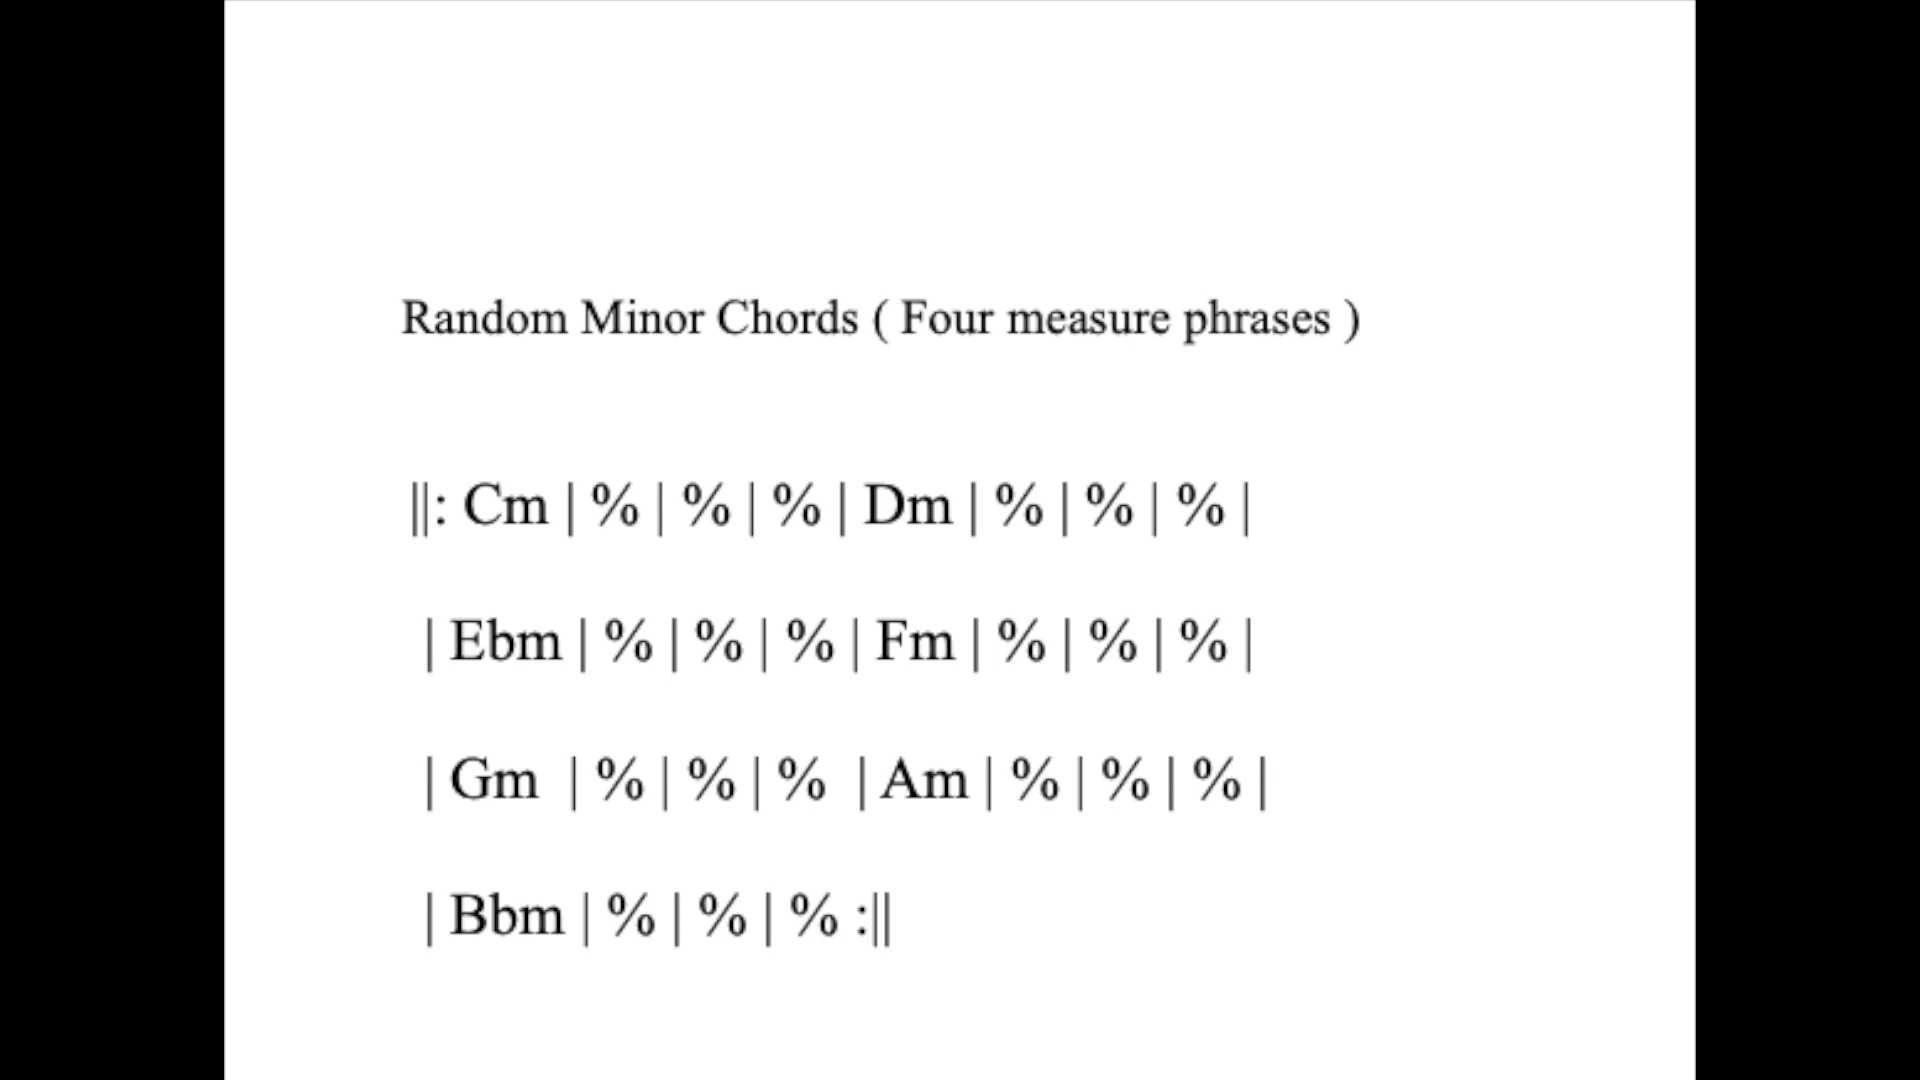 Random Minor Chords ( Four measure phrases )
||: Cm | % | % | % | Dm | % | % | % |
| Ebm | % | % | % | Fm | % | % | % |
| Gm | % | % | % | Am | % | % | % |
| Bbm | % | % | % :||